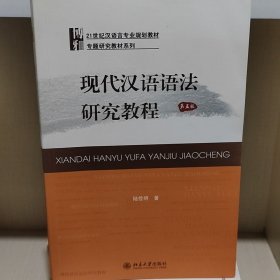 博雅
21世纪汉语言专业规划教材
专题研究教材系列
现代汉语语法
研究教程
第五版
XIANDAI HANYU YUFA YANJIU JIAOCHENG
陆俭明 著
北京大学出版社